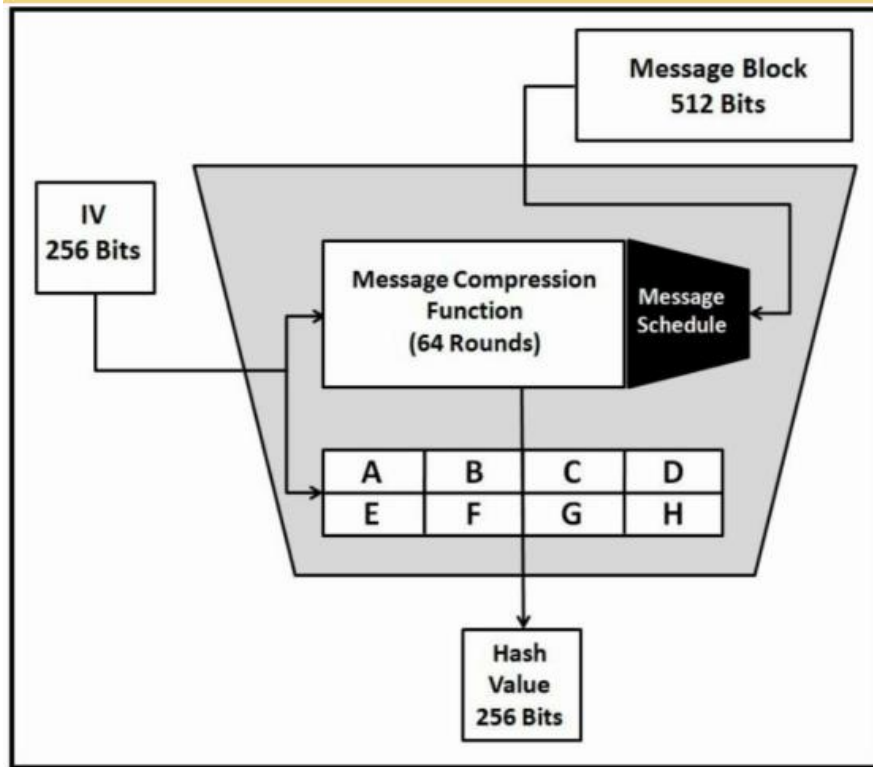 Message Block
512 Bits
IV
256 Bits
Message Compression
Function
(64 Rounds)
Message
Schedule
A B C D
E F G H
Hash
Value
256 Bits